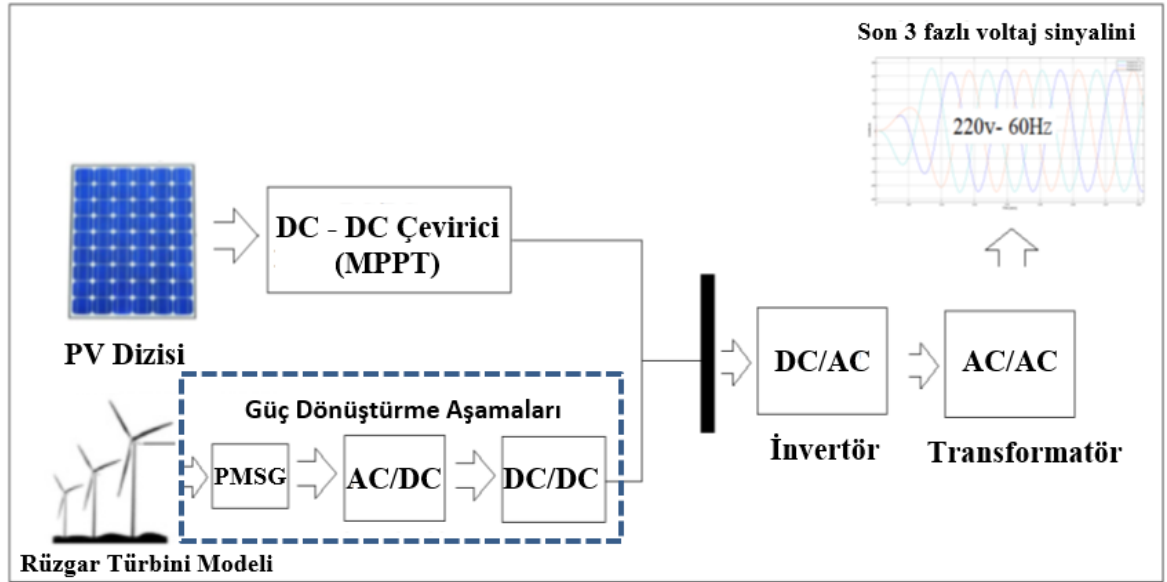 Son 3 fazlı voltaj sinyalini
220v- 60Hz
DC - DC Çevirici
(MPPT)
PV Dizisi
DC/AC
AC/AC
İnvertör
Transformatör
Güç Dönüştürme Aşamaları
PMSG
AC/DC
DC/DC
Rüzgar Türbini Modeli